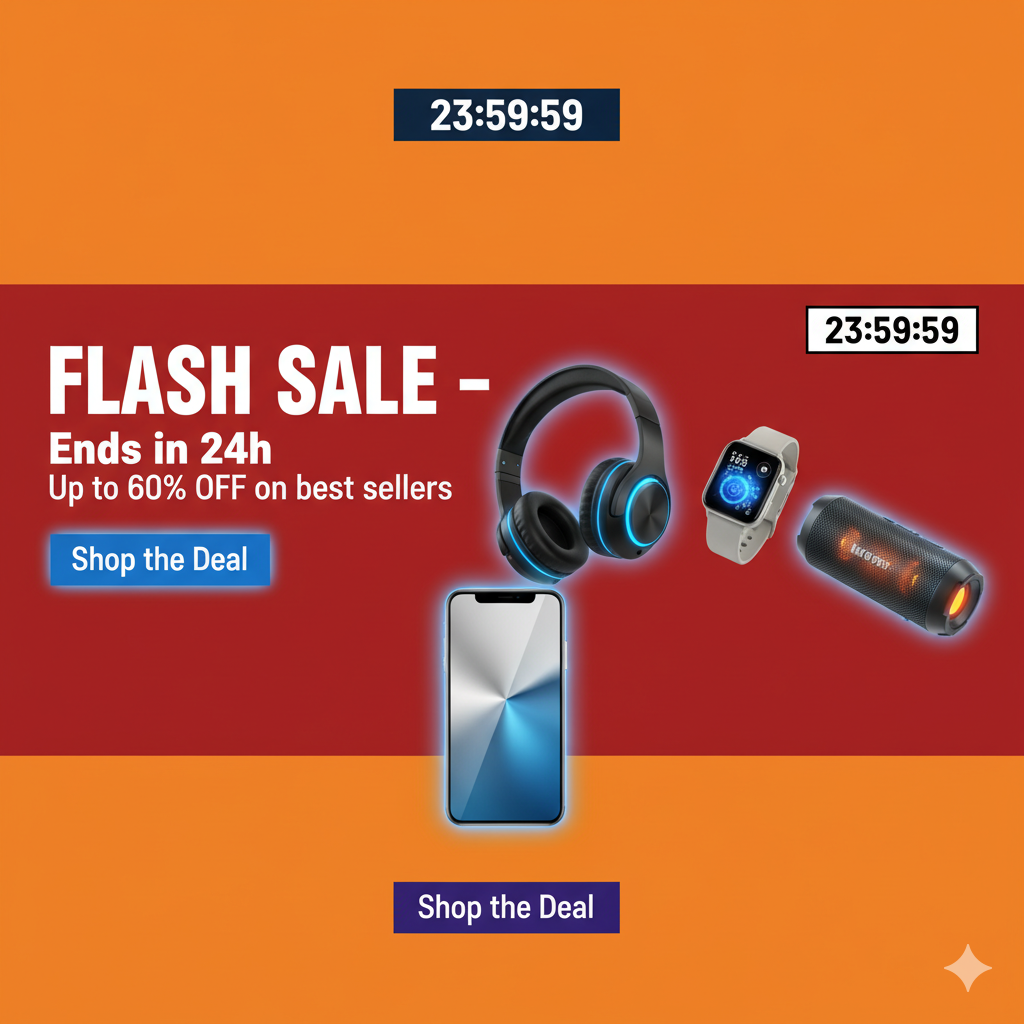 23:59:59
23:59:59
FLASH SALE –
Ends in 24h
Up to 60% OFF on best sellers
Shop the Deal
Shop the Deal